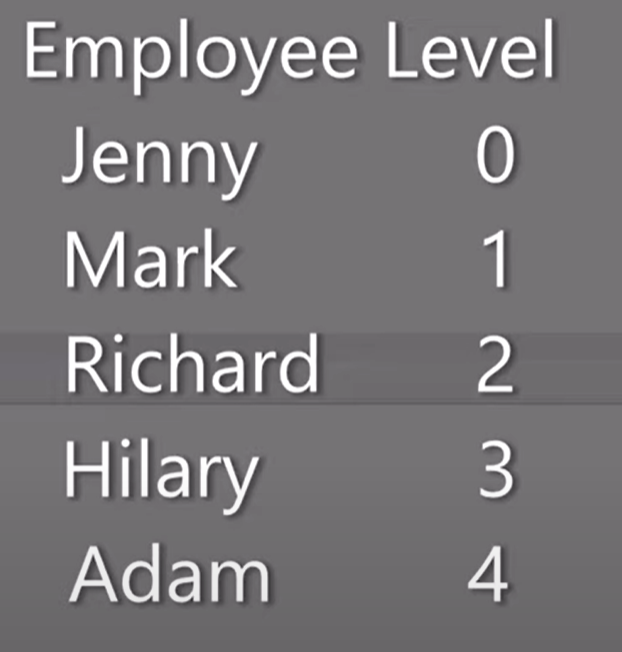 Employee Level
Jenny 0
Mark 1
Richard 2
Hilary 3
Adam 4